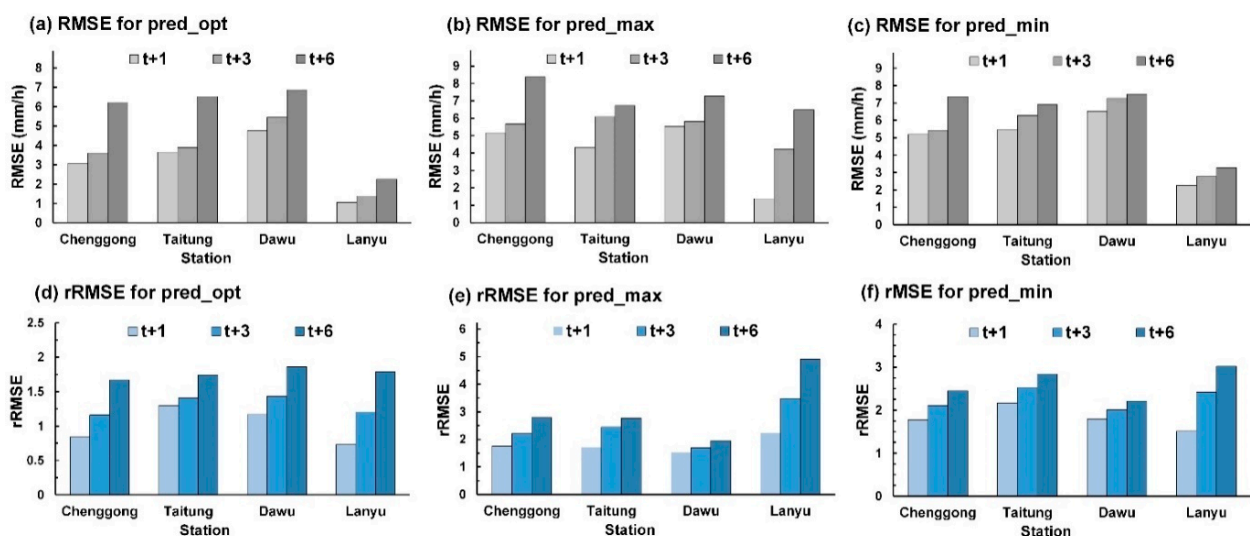 (a) RMSE for pred_opt
t+1 t+3 t+6
RMSE (mm/h)
8
7
6
5
4
3
2
1
0
Chenggong Taitung Dawu Lanyu
Station
(b) RMSE for pred_max
t+1 t+3 t+6
RMSE (mm/h)
9
8
7
6
5
4
3
2
1
0
Chenggong Taitung Dawu Lanyu
Station
(c) RMSE for pred_min
t+1 t+3 t+6
RMSE (mm/h)
9
8
7
6
5
4
3
2
1
0
Chenggong Taitung Dawu Lanyu
Station
(d) rRMSE for pred_opt
t+1 t+3 t+6
rRMSE
2.5
2
1.5
1
0.5
0
Chenggong Taitung Dawu Lanyu
Station
(e) rRMSE for pred_max
t+1 t+3 t+6
rRMSE
6
5
4
3
2
1
0
Chenggong Taitung Dawu Lanyu
Station
(f) rMSE for pred_min
t+1 t+3 t+6
rRMSE
4
3
2
1
0
Chenggong Taitung Dawu Lanyu
Station